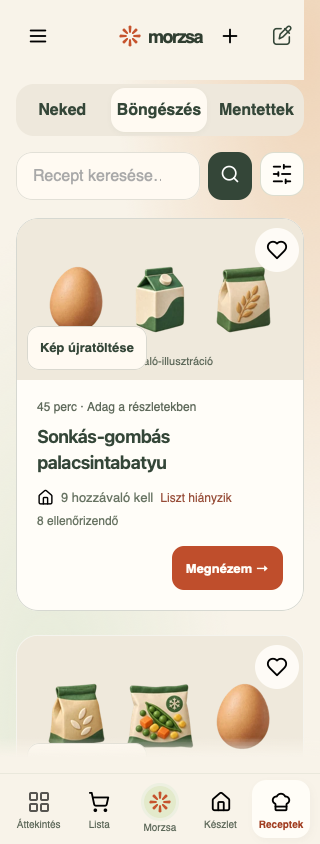 morzsa
Neked
Böngészés
Mentettek
Recept keresése..
Kép újratöltése
aló-illusztráció
45 perc · Adag a részletekben
Sonkás-gombás
palacsintabatyu
9 hozzávaló kell Liszt hiányzik
8 ellenőrizendő
Megnézem →
Áttekintés
Lista
Morzsa
Készlet
Receptek